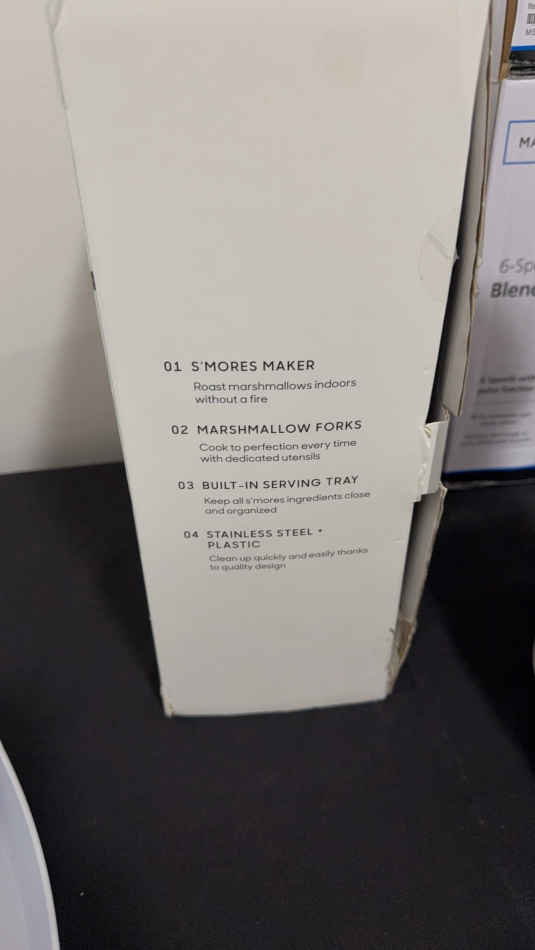 01 S'MORES MAKER
Roast marshmallows indoors
without a fire
02 MARSHMALLOW FORKS
Cook to perfection every time
with dedicated utensils
03 BUILT-IN SERVING TRAY
Keep all s'mores ingredients close
and organized
04 STAINLESS STEEL +
PLASTIC
Clean up quickly and easily thanks
to quality design
MA
6-Sp
Blen